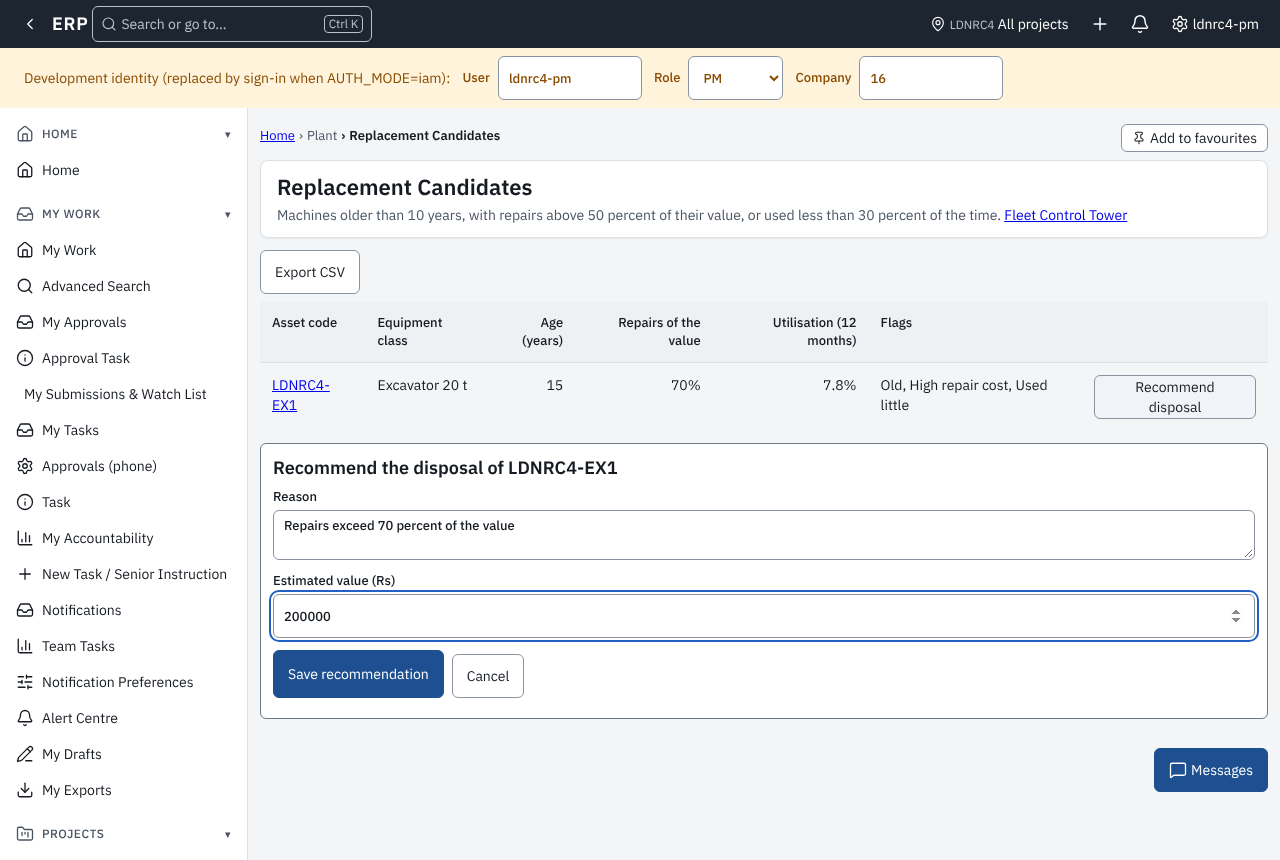 ERP
Search or go to...
Ctrl K
LDNRC4 All projects
ldnrc4-pm
Development identity (replaced by sign-in when AUTH_MODE=iam):
User
ldnrc4-pm
Role
PM
Company
16
HOME
Home
MY WORK
My Work
Advanced Search
My Approvals
Approval Task
My Submissions & Watch List
My Tasks
Approvals (phone)
Task
My Accountability
New Task / Senior Instruction
Notifications
Team Tasks
Notification Preferences
Alert Centre
My Drafts
My Exports
PROJECTS
Home › Plant › Replacement Candidates
Add to favourites
Replacement Candidates
Machines older than 10 years, with repairs above 50 percent of their value, or used less than 30 percent of the time. Fleet Control Tower
Export CSV
Asset code
Equipment
class
Age
(years)
Repairs of the
value
Utilisation (12
months)
Flags
LDNRC4-
EX1
Excavator 20 t
15
70%
7.8%
Old, High repair cost, Used
little
Recommend
disposal
Recommend the disposal of LDNRC4-EX1
Reason
Repairs exceed 70 percent of the value
Estimated value (Rs)
200000
Save recommendation
Cancel
Messages